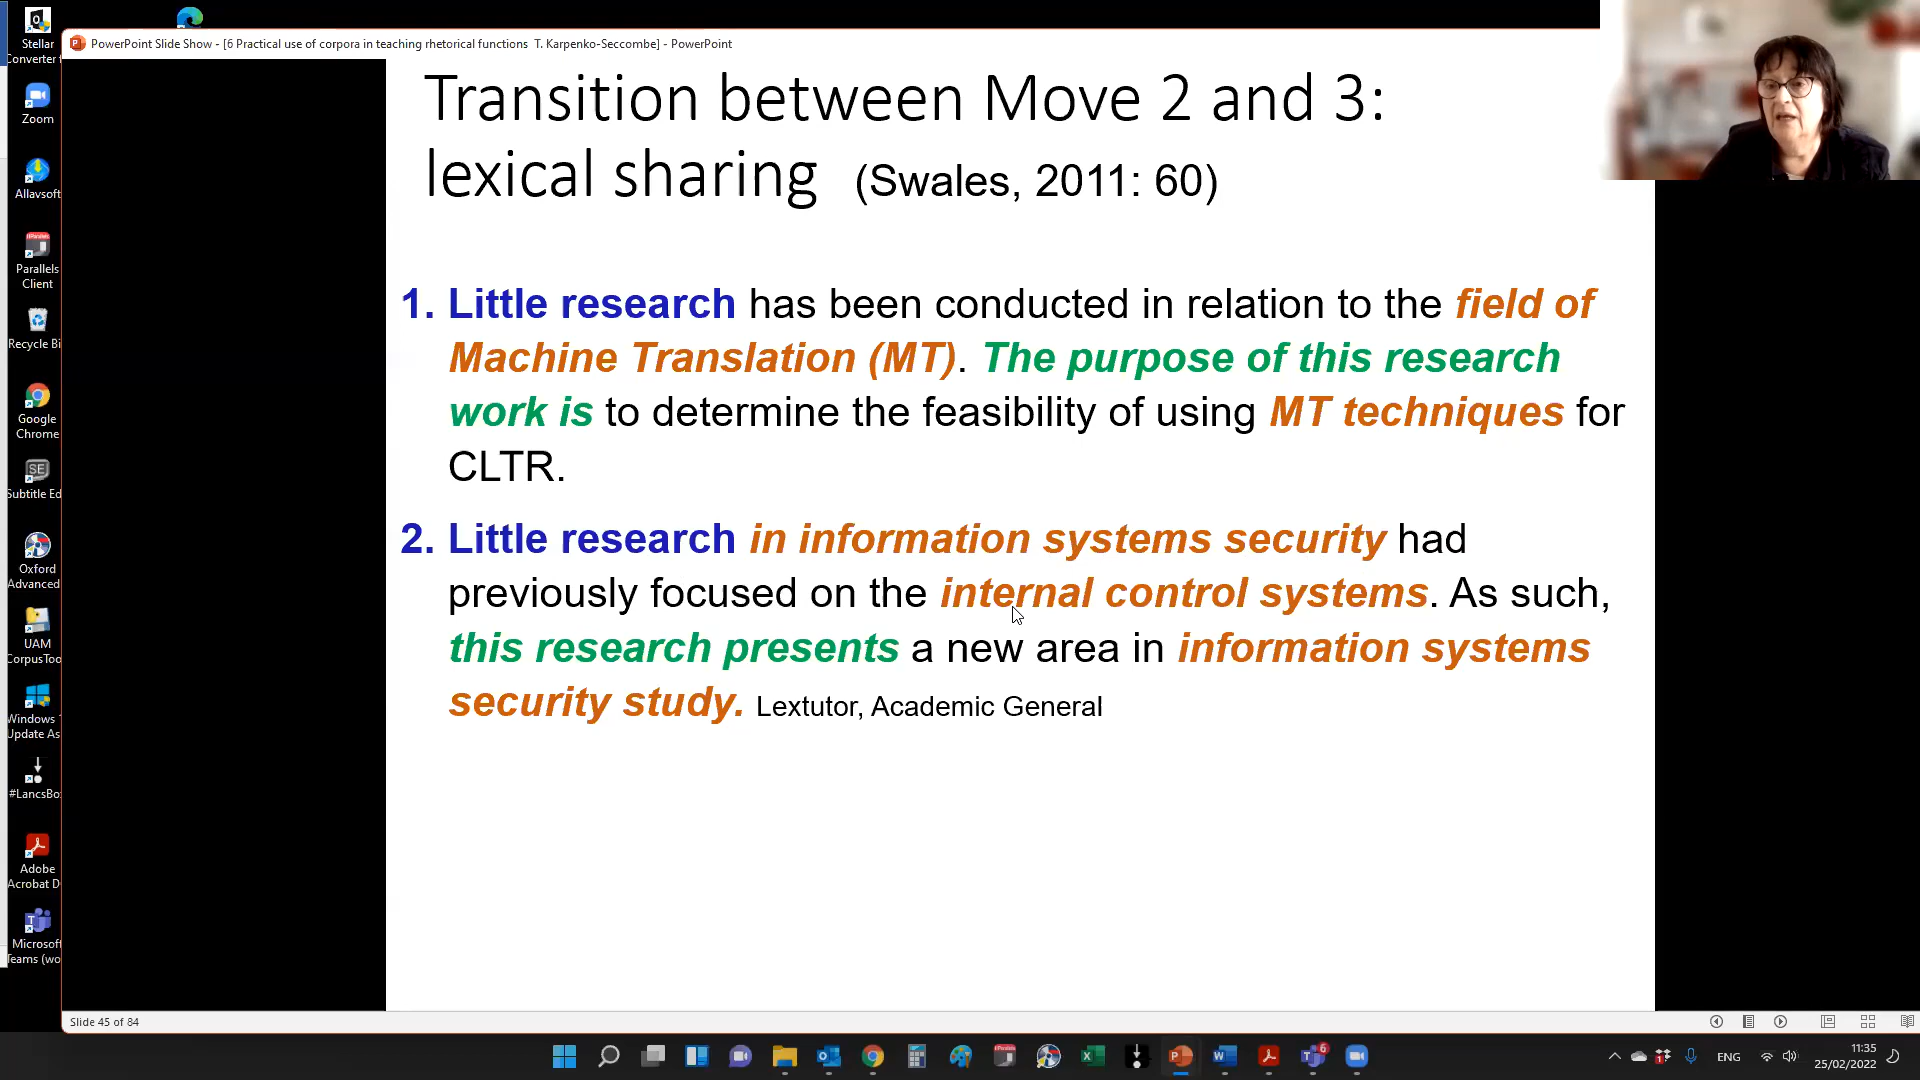 Stellar
Converter f
Zoom
Allavsoft
Parallels
Client
Recycle Bi
Google
Chrome
SE
Subtitle Ed
Oxford
Advanced
UAM
CorpusToo
Windows
Update As
#LancsBo
Adobe
Acrobat D
Microsof
Teams (wo
PowerPoint Slide Show - [6 Practical use of corpora in teaching rhetorical functions T. Karpenko-Seccombe] - PowerPoint
Transition between Move 2 and 3:
lexical sharing (Swales, 2011: 60)
1. Little research has been conducted in relation to the field of
Machine Translation (MT). The purpose of this research
work is to determine the feasibility of using MT techniques for
CLTR.
2. Little research in information systems security had
previously focused on the internal control systems. As such,
this research presents a new area in information systems
security study. Lextutor, Academic General
Slide 45 of 84
ENG
11:35
25/02/2022